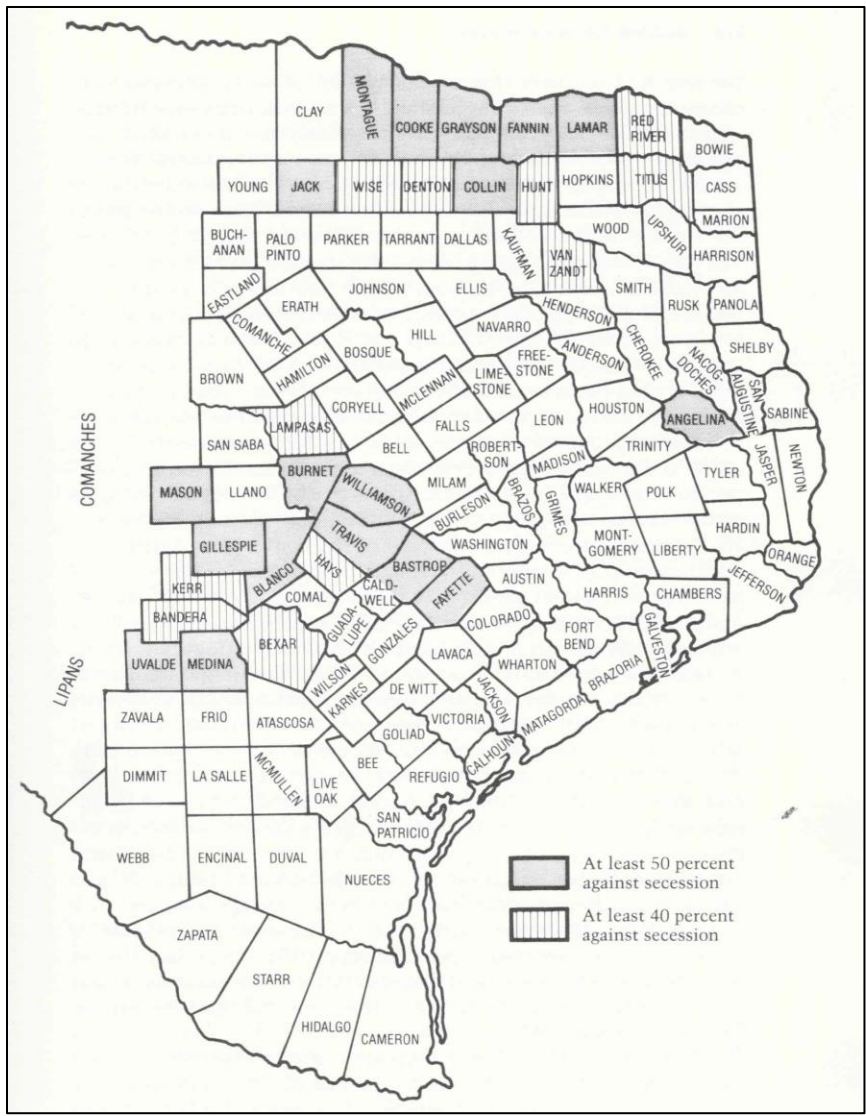 CLAY
MONTAGUE
COOKE
GRAYSON
FANNIN
LAMAR
RED
RIVER
BOWIE
YOUNG
JACK
WISE
DENTON
COLLIN
HUNT
HOPKINS
TITUS
CASS
MARION
BUCH-
ANAN
PALO
PINTO
PARKER
TARRANT
DALLAS
KAUFMAN
VAN
ZANDT
WOOD
UPSHUR
HARRISON
EASTLAND
ERATH
JOHNSON
ELLIS
SMITH
RUSK
PANOLA
COMANCHE
BOSQUE
HILL
NAVARRO
HENDERSON
CHEROKEE
SHELBY
BROWN
HAMILTON
MCLENNAN
LIME-
STONE
FREE-
STONE
ANDERSON
NACOG-
DOCHES
SAN
AUGUSTINE
SABINE
COMANCHES
SAN SABA
LAMPASAS
CORYELL
BELL
FALLS
LEON
HOUSTON
ANGELINA
TRINITY
MASON
LLANO
BURNET
WILLIAMSON
MILAM
ROBERT-
SON
MADISON
BRAZOS
GRIMES
WALKER
POLK
TYLER
JASPER
NEWTON
BURLESON
GILLESPIE
BLANCO
TRAVIS
HAYS
BASTROP
WASHINGTON
MONT-
GOMERY
LIBERTY
HARDIN
ORANGE
JEFFERSON
KERR
BANDERA
COMAL
CALD-
WELL
FAYETTE
AUSTIN
HARRIS
CHAMBERS
BEXAR
GUADA-
LUPE
GONZALES
COLORADO
FORT
BEND
GALVESTON
LIPANS
UVALDE
MEDINA
WILSON
KARNES
LAVACA
WHARTON
BRAZORIA
ZAVALA
FRIO
ATASCOSA
DE WITT
JACKSON
MATAGORDA
VICTORIA
GOLIAD
CALHOUN
DIMMIT
LA SALLE
MCMULLEN
LIVE
OAK
BEE
REFUGIO
SAN
PATRICIO
WEBB
ENCINAL
DUVAL
NUECES
ZAPATA
STARR
HIDALGO
CAMERON
At least 50 percent
against secession
At least 40 percent
against secession